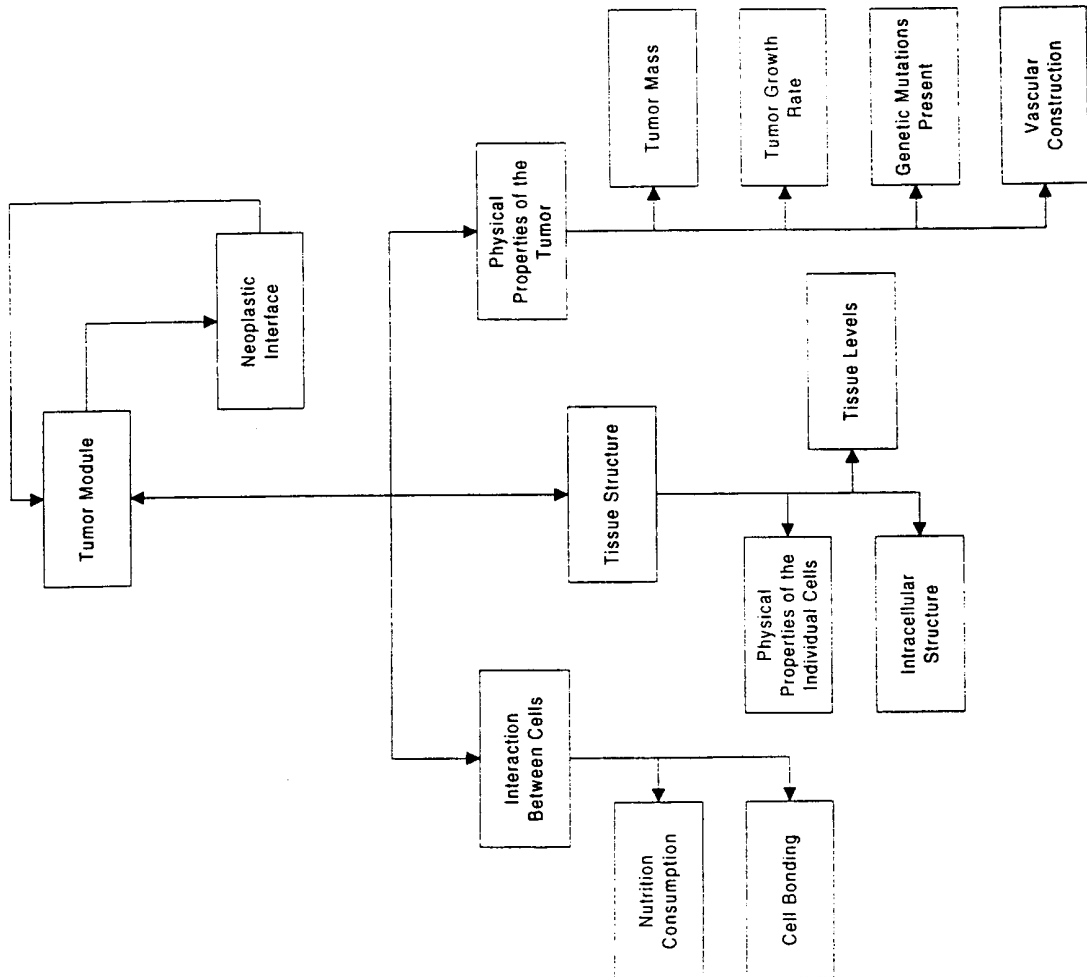 Tumor Module
Neoplastic
Interface
Interaction
Between Cells
Tissue Structure
Physical
Properties of the
Tumor
Nutrition
Consumption
Cell Bonding
Physical
Properties of the
Individual Cells
Intracellular
Structure
Tissue Levels
Tumor Mass
Tumor Growth
Rate
Genetic Mutations
Present
Vascular
Construction